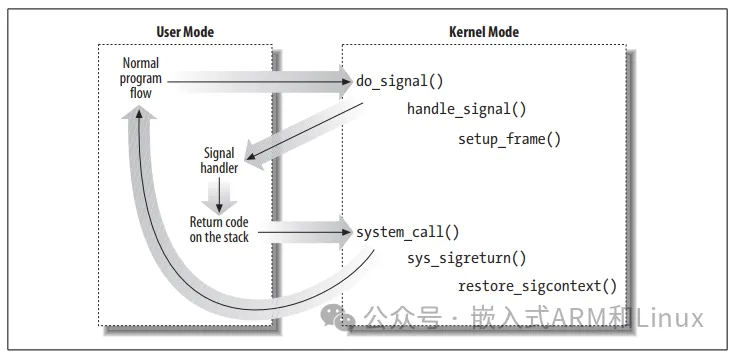 User Mode
Kernel Mode
Normal
program
flow
do_signal()
handle_signal()
setup_frame()
Signal
handler
Return code
on the stack
system_call()
sys_sigreturn()
restore_sigcontext()
公众号 · 嵌入式ARM和Linux